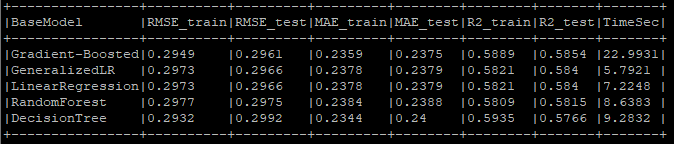 +----------------+----------+---------+---------+--------+--------+-------+-------+
|BaseModel       |RMSE_train|RMSE_test|MAE_train|MAE_test|R2_train|R2_test|TimeSec|
+----------------+----------+---------+---------+--------+--------+-------+-------+
|Gradient-Boosted|0.2949    |0.2961   |0.2359   |0.2375  |0.5889  |0.5854 |22.9931|
|GeneralizedLR   |0.2973    |0.2966   |0.2378   |0.2379  |0.5821  |0.584  |5.7921 |
|LinearRegression|0.2973    |0.2966   |0.2378   |0.2379  |0.5821  |0.584  |7.2248 |
|RandomForest    |0.2977    |0.2975   |0.2384   |0.2388  |0.5809  |0.5815 |8.6383 |
|DecisionTree    |0.2932    |0.2992   |0.2344   |0.24    |0.5935  |0.5766 |9.2832 |
+----------------+----------+---------+---------+--------+--------+-------+-------+